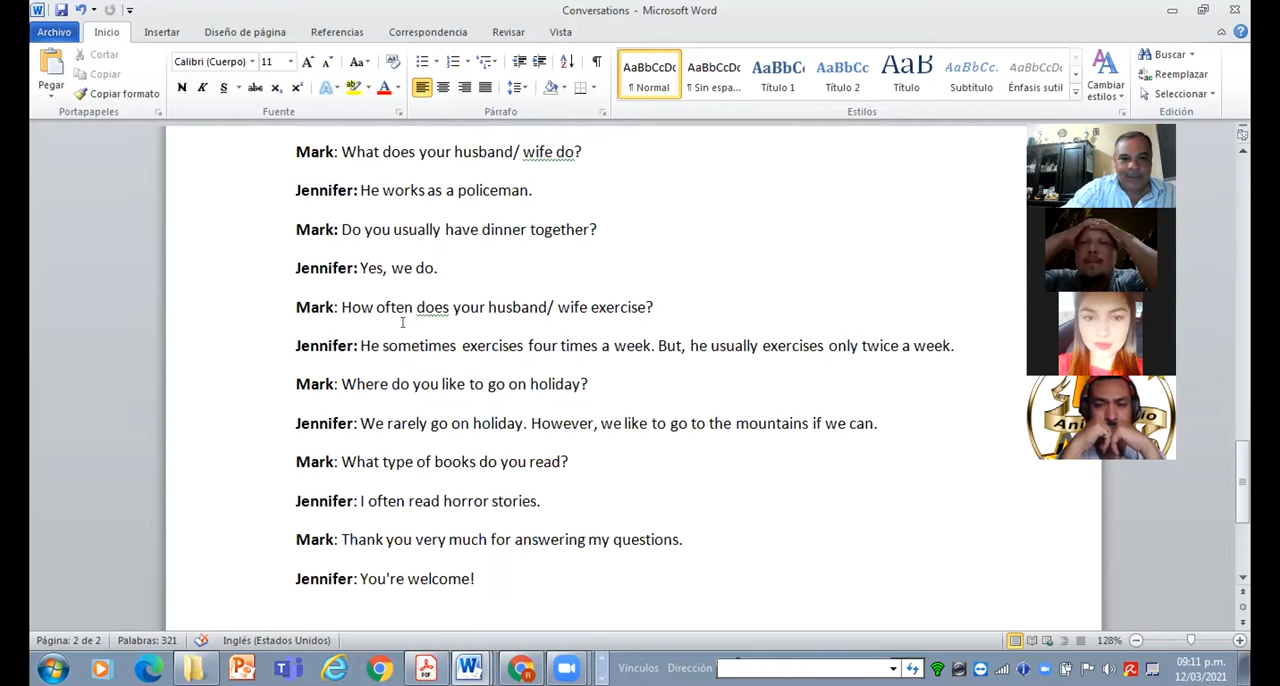 Conversations - Microsoft Word
Archivo Inicio Insertar Diseño de página Referencias Correspondencia Revisar Vista
Pegar
Cortar
Copiar
Copiar formato
Portapapeles
Calibri (Cuerpo) 11
Fuente
Párrafo
AaBbCcDc AaBbCcDc AaBbC AaBbCc AaB AaBbCc. AaBbCcDc
¶ Normal ¶ Sin espa... Título 1 Título 2 Título Subtítulo Énfasis sutil
Cambiar estilos
Estilos
Buscar
Reemplazar
Seleccionar
Edición
Mark: What does your husband/ wife do?
Jennifer: He works as a policeman.
Mark: Do you usually have dinner together?
Jennifer: Yes, we do.
Mark: How often does your husband/ wife exercise?
Jennifer: He sometimes exercises four times a week. But, he usually exercises only twice a week.
Mark: Where do you like to go on holiday?
Jennifer: We rarely go on holiday. However, we like to go to the mountains if we can.
Mark: What type of books do you read?
Jennifer: I often read horror stories.
Mark: Thank you very much for answering my questions.
Jennifer: You're welcome!
Página: 2 de 2 Palabras: 321 Inglés (Estados Unidos) 128%
Vínculos Dirección
09:11 p.m.
12/03/2021